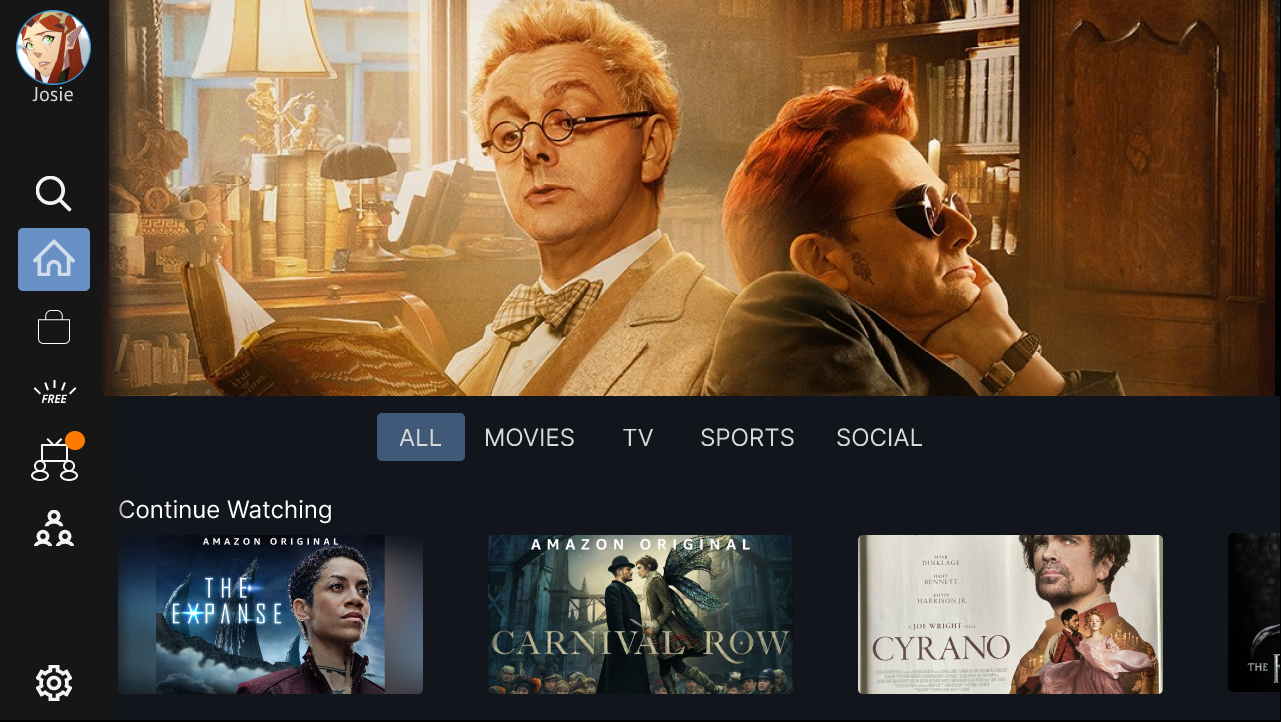 Josie
FREE
ALL
MOVIES
TV
SPORTS
SOCIAL
Continue Watching
AMAZON ORIGINAL
THE
EXPANSE
AMAZON ORIGINAL
CARNIVAL ROW
PETER
DINKLAGE
HALEY
BENNETT
KELVIN
HARRISON JR
A JOE WRIGHT FILM
CYRANO
THE